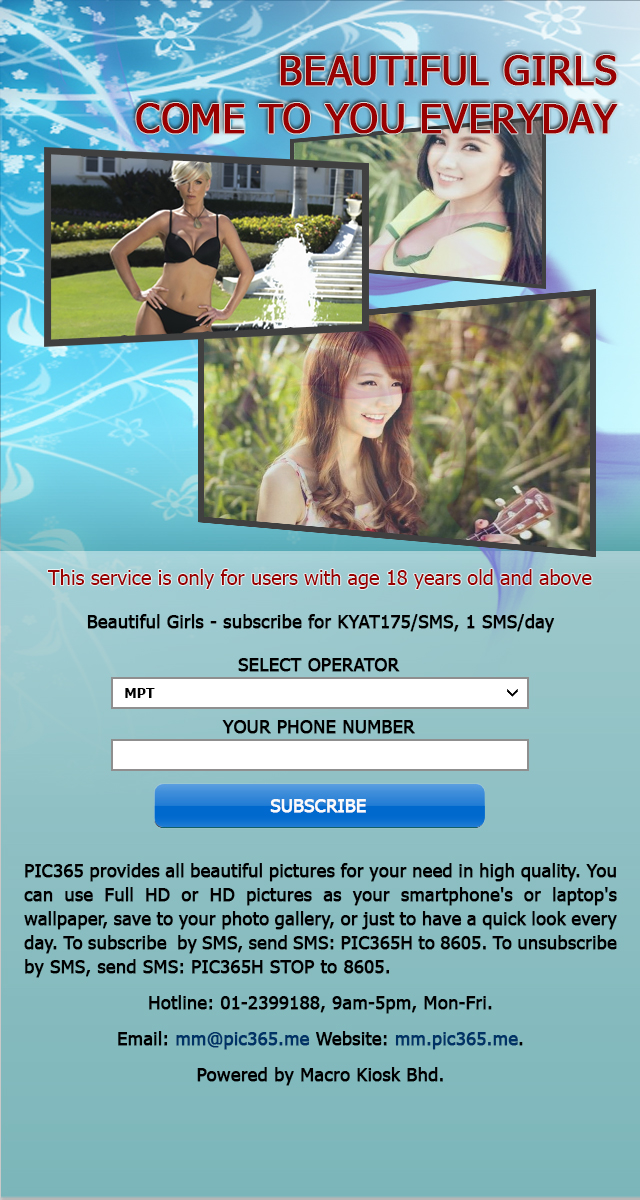 BEAUTIFUL GIRLS
COME TO YOU EVERYDAY
This service is only for users with age 18 years old and above
Beautiful Girls - subscribe for KYAT175/SMS, 1 SMS/day
SELECT OPERATOR
MPT
YOUR PHONE NUMBER
SUBSCRIBE
PIC365 provides all beautiful pictures for your need in high quality. You
can use Full HD or HD pictures as your smartphone's or laptop's
wallpaper, save to your photo gallery, or just to have a quick look every
day. To subscribe by SMS, send SMS: PIC365H to 8605. To unsubscribe
by SMS, send SMS: PIC365H STOP to 8605.
Hotline: 01-2399188, 9am-5pm, Mon-Fri.
Email: mm@pic365.me Website: mm.pic365.me.
Powered by Macro Kiosk Bhd.